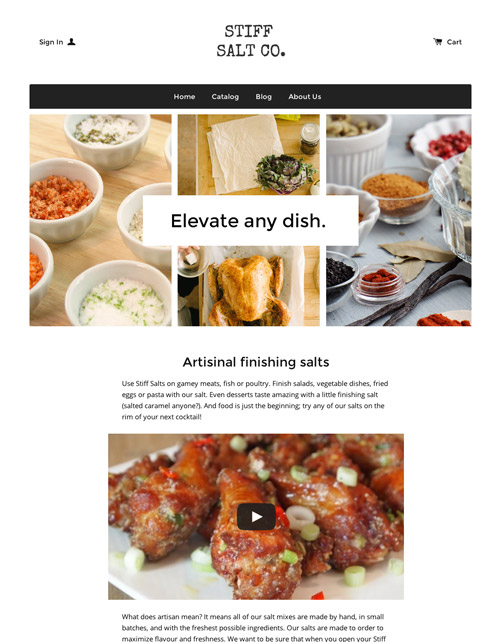 Sign In
STIFF
SALT CO.
Cart
Home Catalog Blog About Us
Elevate any dish.
Artisinal finishing salts
Use Stiff Salts on gamey meats, fish or poultry. Finish salads, vegetable dishes, fried
eggs or pasta with our salt. Even desserts taste amazing with a little finishing salt
(salted caramel anyone?). And food is just the beginning; try any of our salts on the
rim of your next cocktail!
What does artisan mean? It means all of our salt mixes are made by hand, in small
batches, and with the freshest possible ingredients. Our salts are made to order to
maximize flavour and freshness. We want to be sure that when you open your Stiff